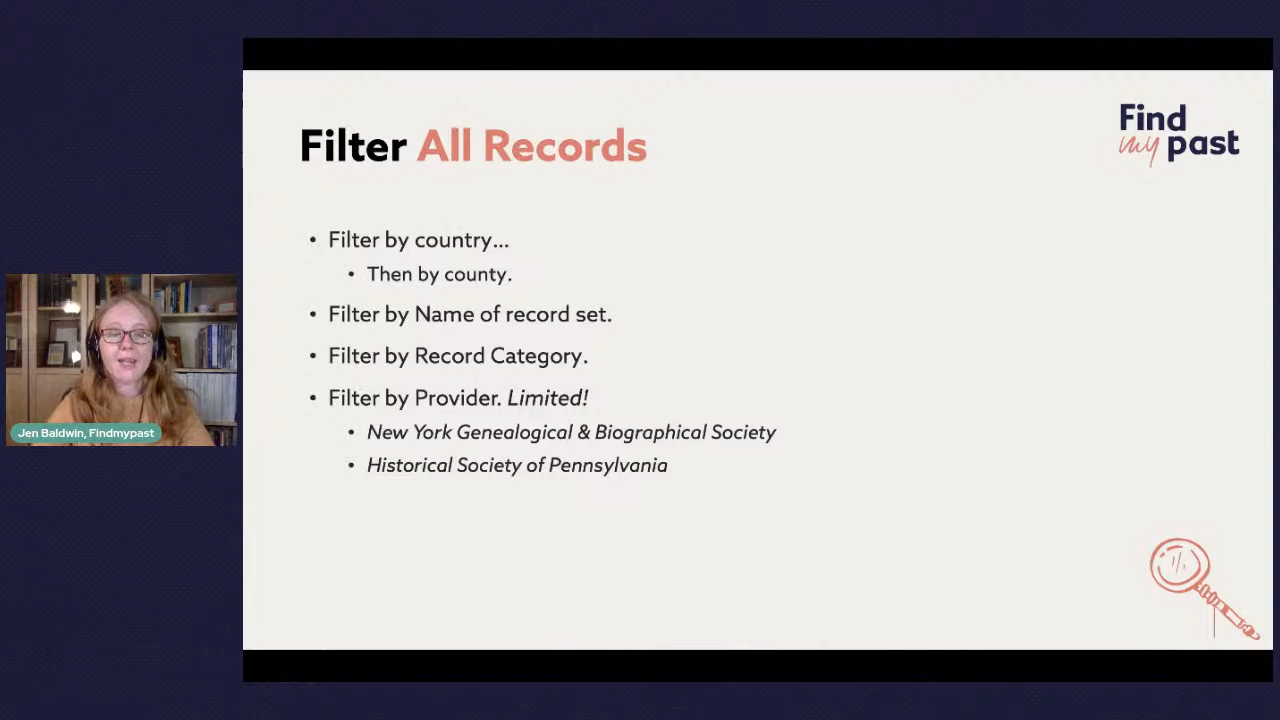 Filter All Records
Find
my past
• Filter by country...
• Then by county.
• Filter by Name of record set.
• Filter by Record Category.
• Filter by Provider. Limited!
• New York Genealogical & Biographical Society
• Historical Society of Pennsylvania
Jen Baldwin, Findmypast